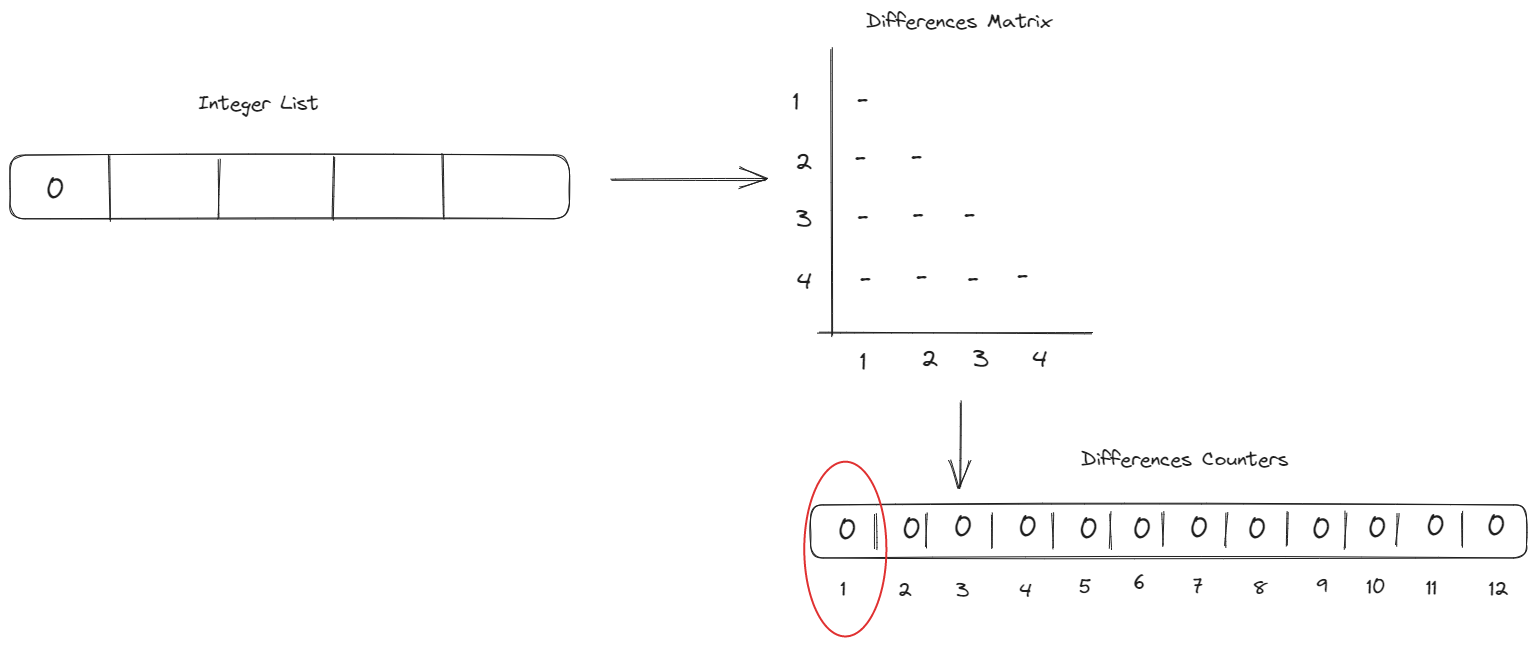 Differences Matrix
Integer List
0
1 -
2 - -
3 - - -
4 - - - -
1 2 3 4
Differences Counters
0 0 0 0 0 0 0 0 0 0 0 0
1 2 3 4 5 6 7 8 9 10 11 12